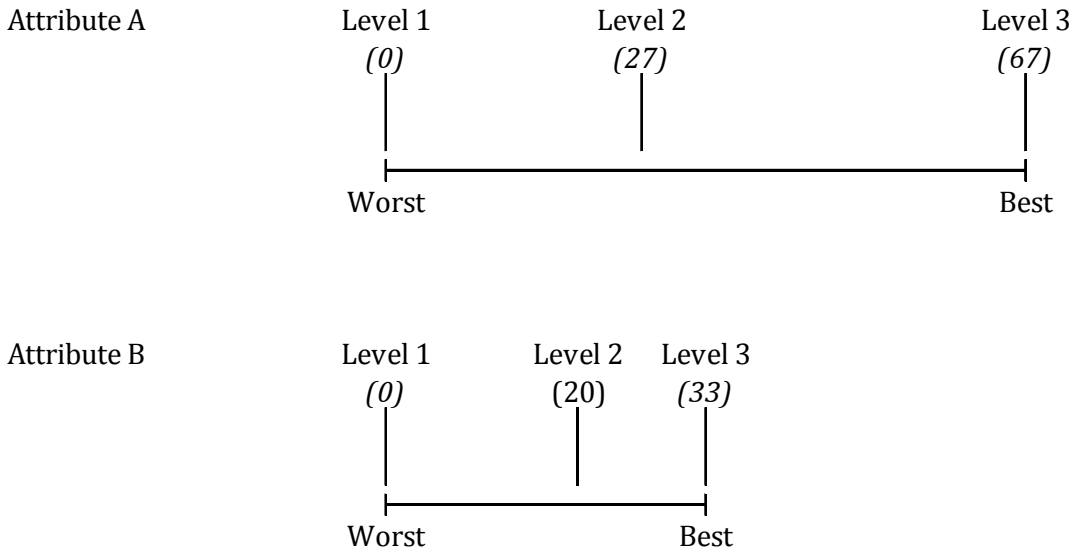 Attribute A Level 1 Level 2 Level 3
(0) (27) (67)
Worst Best
Attribute B Level 1 Level 2 Level 3
(0) (20) (33)
Worst Best